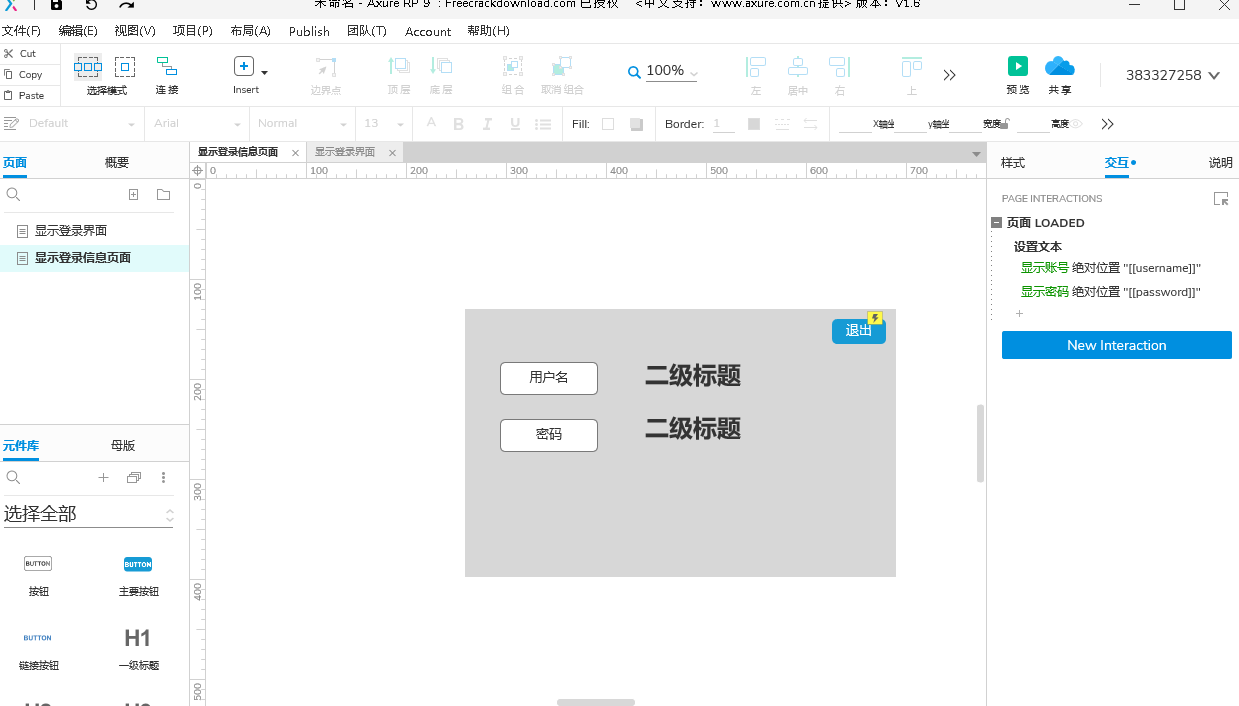 未命名 - Axure RP 9 : Freecrackdownload.com 已授权 <中文支持: www.axure.com.cn 提供> 版本: V1.6
文件(F) 编辑(E) 视图(V) 项目(P) 布局(A) Publish 团队(T) Account 帮助(H)
Cut
Copy
Paste
选择模式 连接 Insert 边界点 顶层 底层 组合 取消组合 100% 左 居中 右 上 预览 共享 383327258
Default Arial Normal 13 Fill: Border: 1 X轴坐 y轴坐 宽度 高度
页面 概要
显示登录界面
显示登录信息页面
显示登录信息页面 显示登录界面
0 100 200 300 400 500 600 700
0
100
200
300
400
500
退出
用户名 二级标题
密码 二级标题
元件库 母版
选择全部
BUTTON BUTTON
按钮 主要按钮
BUTTON H1
链接按钮 一级标题
样式 交互 说明
PAGE INTERACTIONS
页面 LOADED
设置文本
显示账号 绝对位置 "[[username]]"
显示密码 绝对位置 "[[password]]"
New Interaction